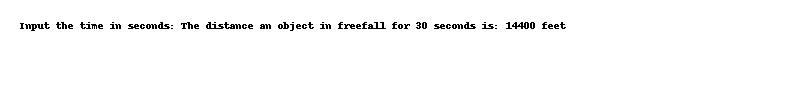 Input the time in seconds: The distance an object in freefall for 30 seconds is: 14400 feet